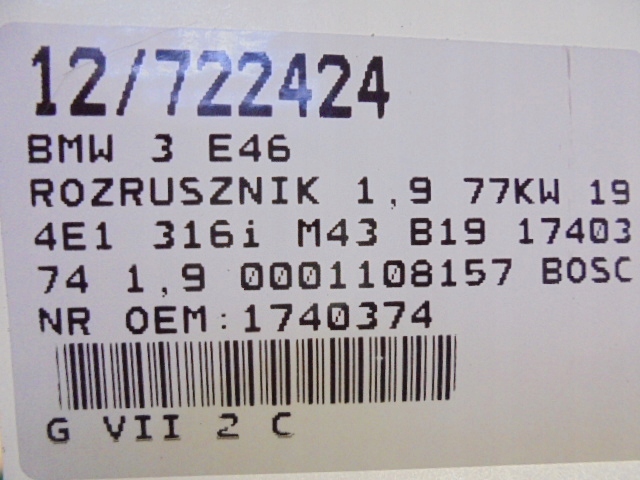 12/722424
BMW 3 E46
ROZRUSZNIK 1,9 77KW 19
4E1 316i M43 B19 17403
74 1,9 0001108157 BOSC
NR OEM:1740374
G VII 2 C